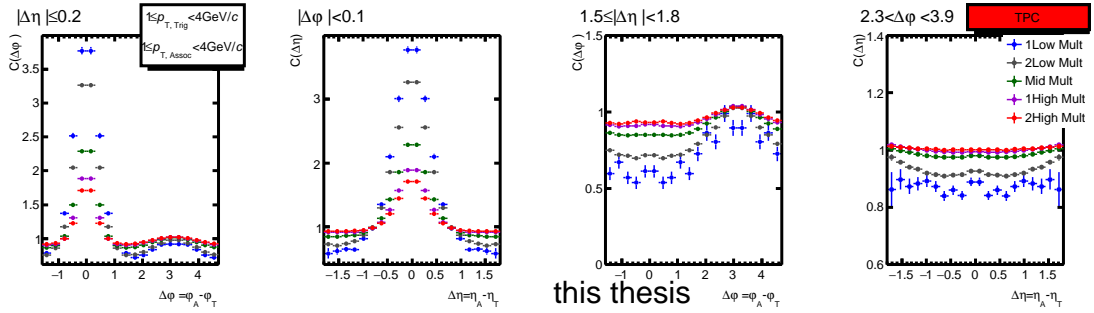 |Δη|≤0.2
1≤p_T, Trig <4GeV/c
1≤p_T, Assoc <4GeV/c
C(Δφ)
3.5
3
2.5
2
1.5
1
−1 0 1 2 3 4
Δφ =φ_A-φ_T
|Δφ|<0.1
C(Δη)
3
2
1
−1.5 −1 −0.5 0 0.5 1 1.5
Δη=η_A-η_T
1.5≤|Δη|<1.8
C(Δφ)
1.5
1
0.5
0
−1 0 1 2 3 4
this thesis
Δφ =φ_A-φ_T
2.3<Δφ <3.9
TPC
C(Δη)
1Low Mult
2Low Mult
Mid Mult
1High Mult
2High Mult
1.4
1.2
1
0.8
0.6
−1.5 −1 −0.5 0 0.5 1 1.5
Δη=η_A-η_T